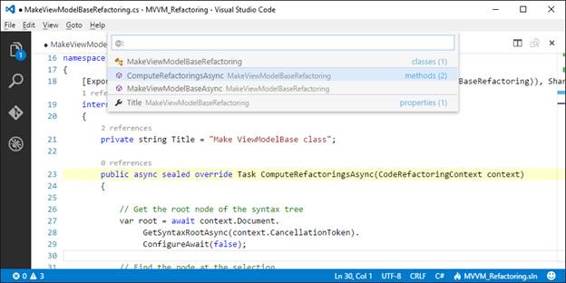 MakeViewModelBaseRefactoring.cs - MVVM_Refactoring - Visual Studio Code
File Edit View Goto Help
MakeViewMode
@:
MakeViewModelBaseRefactoring classes (1)
ComputeRefactoringsAsync MakeViewModelBaseRefactoring methods (2)
MakeViewModelBaseAsync MakeViewModelBaseRefactoring
Title MakeViewModelBaseRefactoring properties (1)
16 namespace
17 {
18 [Expor BaseRefactoring)), Shar
1 refe
19 intern
20 {
2 references
21 private string Title = "Make ViewModelBase class";
22
0 references
23 public async sealed override Task ComputeRefactoringsAsync(CodeRefactoringContext context)
24 {
25
26 // Get the root node of the syntax tree
27 var root = await context.Document.
28 GetSyntaxRootAsync(context.CancellationToken).
29 ConfigureAwait(false);
30
31 // Find the node at the selection
0 3 Ln 30, Col 1 UTF-8 CRLF C# MVVM_Refactoring.sln